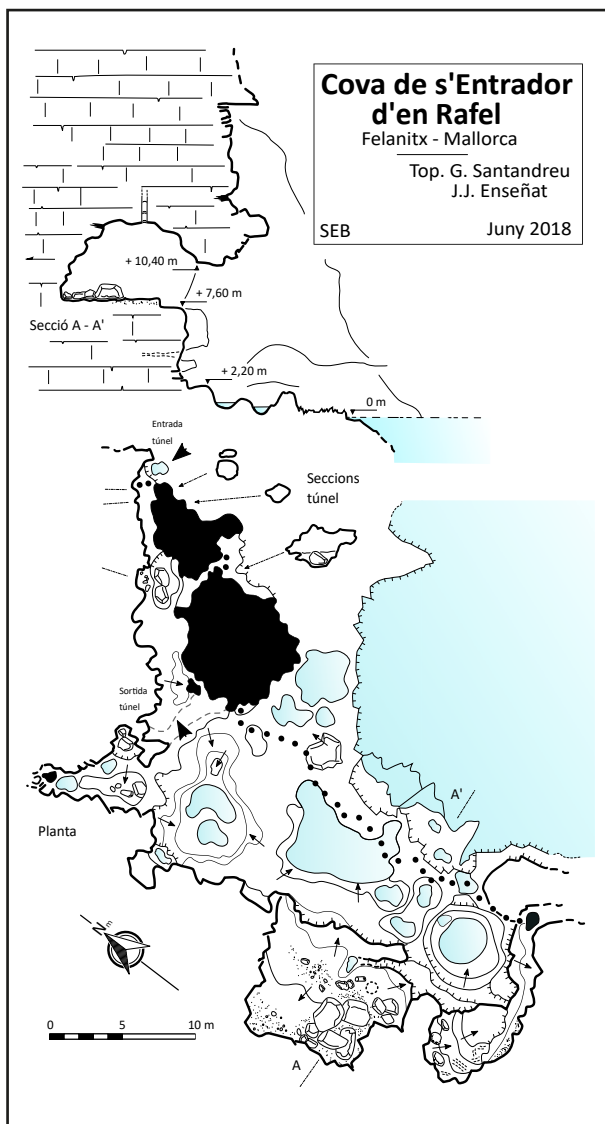 Cova de s'Entrador
d'en Rafel
Felanitx - Mallorca
Top. G. Santandreu
J.J. Enseñat
SEB
Juny 2018
+ 10,40 m
+ 7,60 m
Secció A - A'
+ 2,20 m
0 m
Entrada
túnel
Seccions
túnel
Sortida
túnel
A'
Planta
Nm
0
5
10 m
A